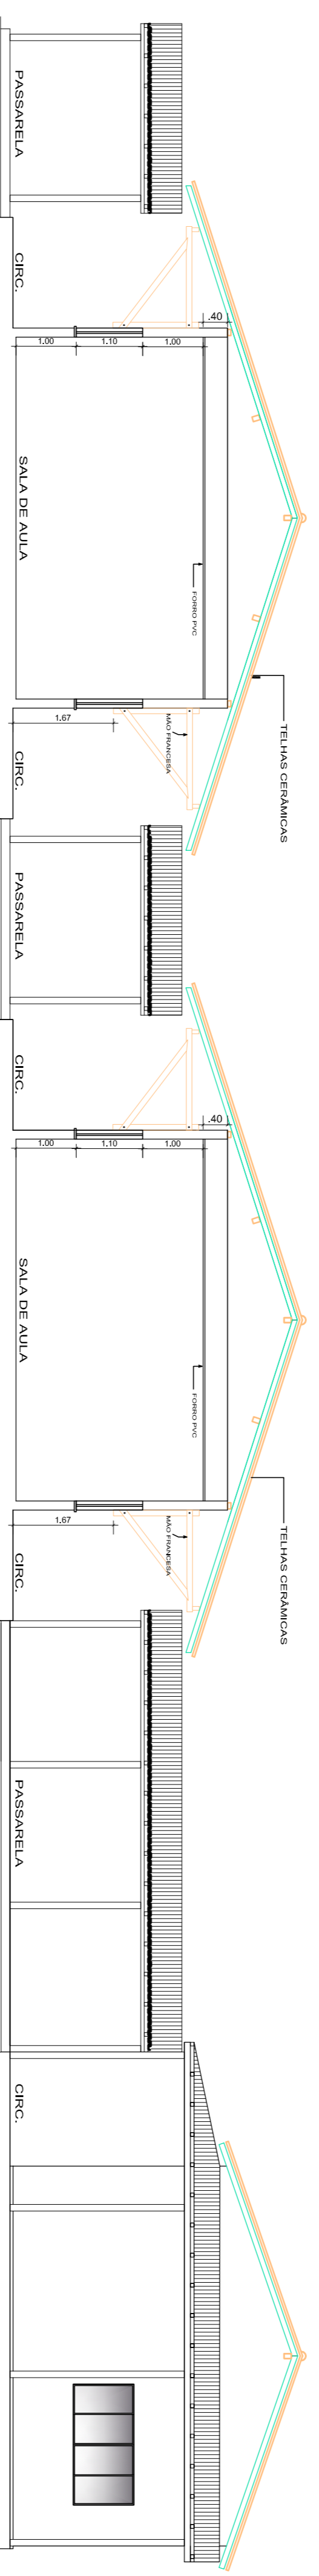 PASSARELA
CIRC.
.40
1.00
1.10
1.00
SALA DE AULA
FORRO PVC
TELHAS CERÂMICAS
MÃO FRANCESA
1.67
CIRC.
PASSARELA
CIRC.
.40
1.00
1.10
1.00
SALA DE AULA
FORRO PVC
TELHAS CERÂMICAS
MÃO FRANCESA
1.67
CIRC.
PASSARELA
CIRC.